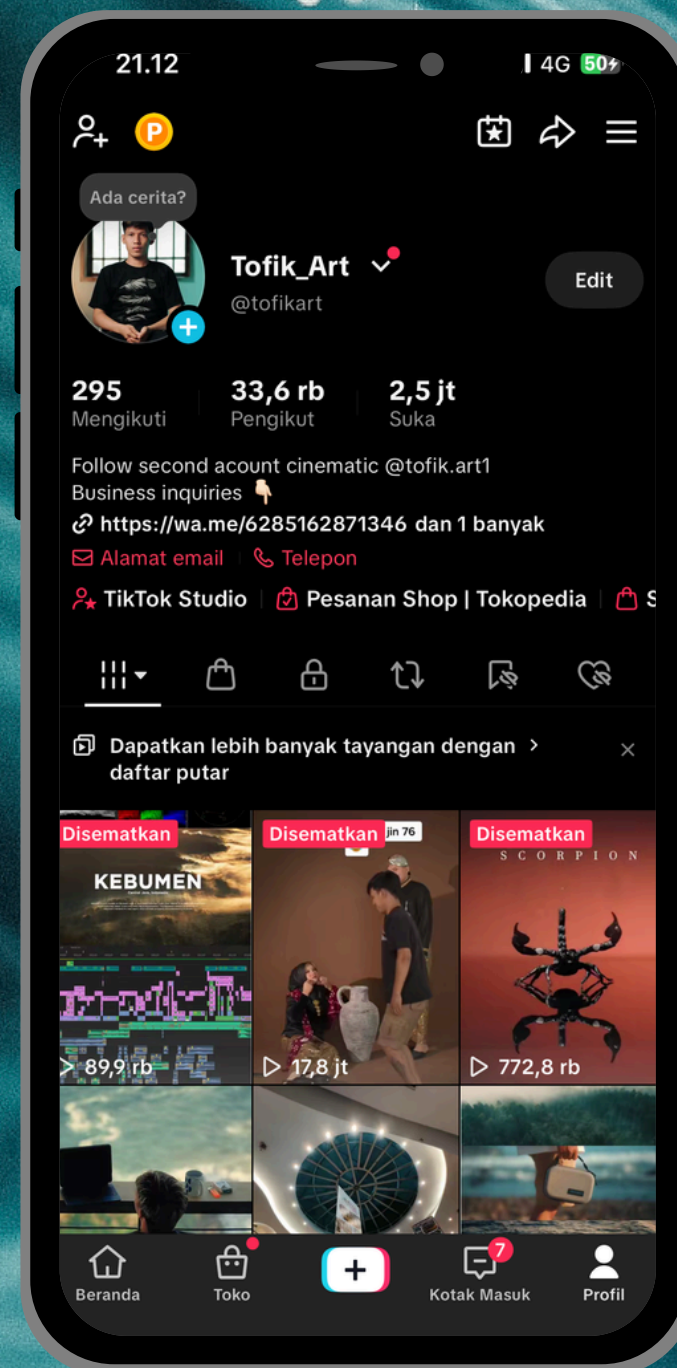 21.12
4G 50
P
Ada cerita?
Tofik_Art
@tofikart
Edit
295
Mengikuti
33,6 rb
Pengikut
2,5 jt
Suka
Follow second acount cinematic @tofik.art1
Business inquiries 👇🏻
https://wa.me/6285162871346 dan 1 banyak
Alamat email
Telepon
TikTok Studio
Pesanan Shop | Tokopedia
S
Dapatkan lebih banyak tayangan dengan >
daftar putar
Disematkan
KEBUMEN
89,9 rb
Disematkan
jin 76
17,8 jt
Disematkan
SCORPION
772,8 rb
Beranda
Toko
7
Kotak Masuk
Profil